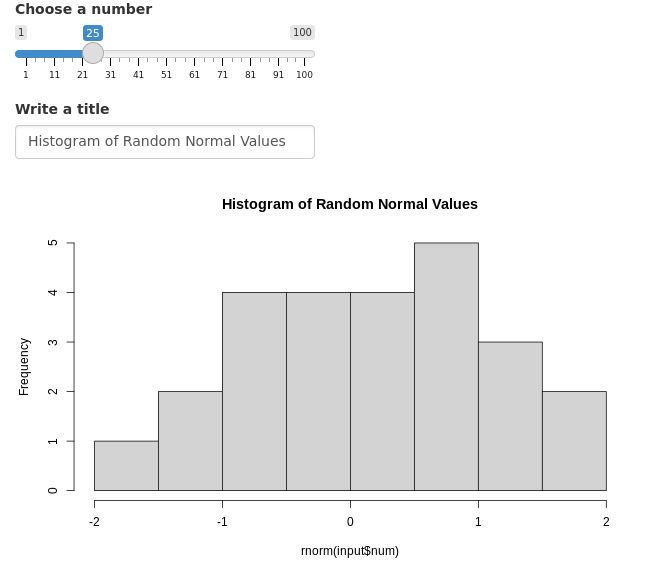 Choose a number
1 25 100
1 11 21 31 41 51 61 71 81 91 100
Write a title
Histogram of Random Normal Values
Histogram of Random Normal Values
5
4
3
2
1
0
Frequency
-2 -1 0 1 2
rnorm(input$num)